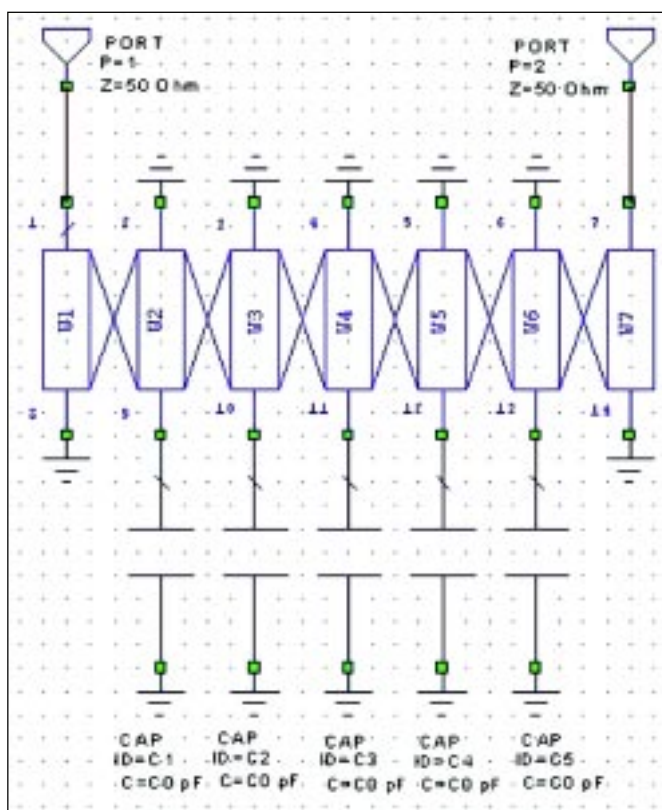 PORT
P=1
Z=50 Ohm
PORT
P=2
Z=50 Ohm
1
2
3
4
5
6
7
W2
W3
W4
W5
W6
W7
8
9
10
11
12
13
14
CAP
ID=C1
C=C0 pF
CAP
ID=C2
C=C0 pF
CAP
ID=C3
C=C0 pF
CAP
ID=C4
C=C0 pF
CAP
ID=C5
C=C0 pF